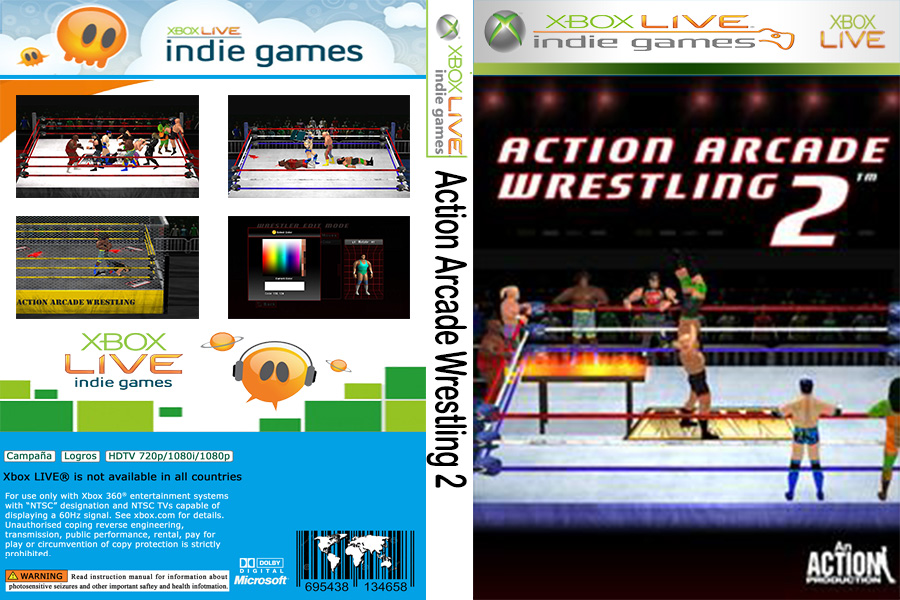 XBOX LIVE
indie games
ACTION ARCADE WRESTLING
WRESTLER EDIT MODE
XBOX
LIVE
indie games
Campaña
Logros
HDTV 720p/1080i/1080p
Xbox LIVE® is not available in all countries
For use only with Xbox 360® entertainment systems
with “NTSC” designation and NTSC TVs capable of
displaying a 60Hz signal. See xbox.com for details.
Unauthorised coping reverse engineering,
transmission, public performance, rental, pay for
play or circumvention of copy protection is strictly
prohibited.
WARNING Read instruction manual for information about
photosensitive seizures and other important saftey and health infotmation.
DOLBY
DIGITAL
Microsoft
695438 134658
XBOX LIVE
indie games
Action Arcade Wrestling 2
XBOX LIVE
indie games
XBOX
LIVE
ACTION ARCADE
WRESTLING 2™
An
ACTION
PRODUCTION